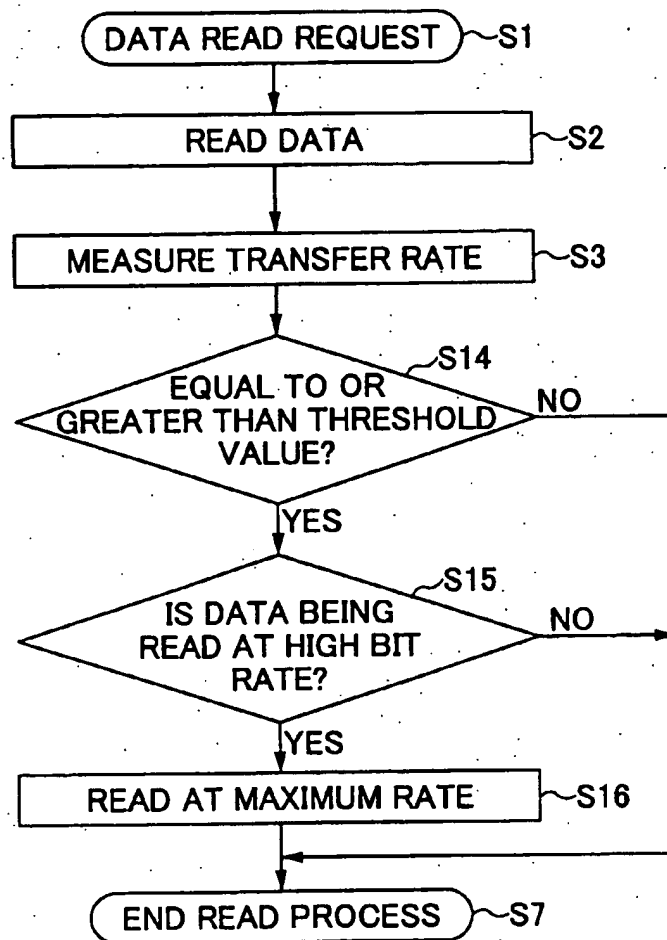 DATA READ REQUEST S1
READ DATA S2
MEASURE TRANSFER RATE S3
S14
EQUAL TO OR
GREATER THAN THRESHOLD NO
VALUE?
YES
S15
IS DATA BEING
READ AT HIGH BIT NO
RATE?
YES
READ AT MAXIMUM RATE S16
END READ PROCESS S7